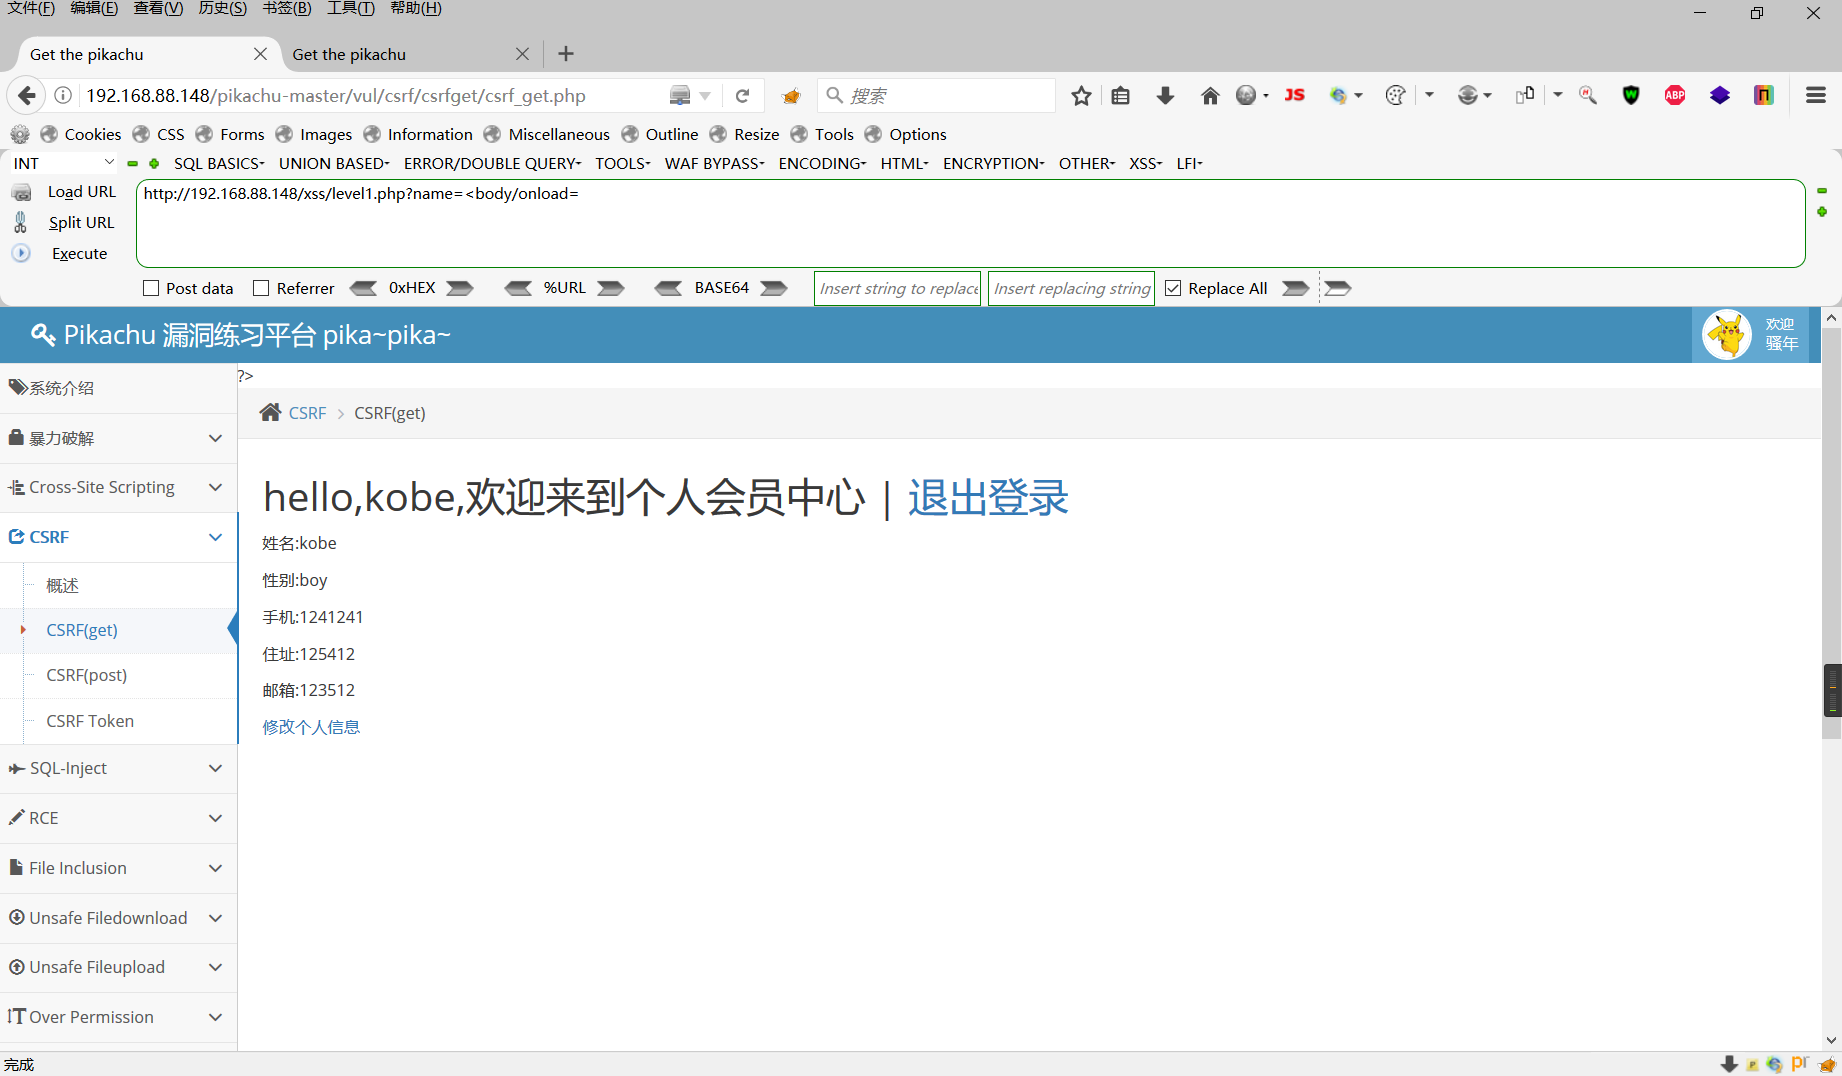 文件(F) 编辑(E) 查看(V) 历史(S) 书签(B) 工具(T) 帮助(H)
Get the pikachu
Get the pikachu
192.168.88.148/pikachu-master/vul/csrf/csrfget/csrf_get.php
搜索
JS
ABP
Cookies CSS Forms Images Information Miscellaneous Outline Resize Tools Options
INT
SQL BASICS UNION BASED ERROR/DOUBLE QUERY TOOLS WAF BYPASS ENCODING HTML ENCRYPTION OTHER XSS LFI
Load URL
http://192.168.88.148/xss/level1.php?name=<body/onload=
Split URL
Execute
Post data
Referrer
0xHEX
%URL
BASE64
Insert string to replace
Insert replacing string
Replace All
Pikachu 漏洞练习平台 pika~pika~
欢迎
骚年
系统介绍
暴力破解
Cross-Site Scripting
CSRF
概述
CSRF(get)
CSRF(post)
CSRF Token
SQL-Inject
RCE
File Inclusion
Unsafe Filedownload
Unsafe Fileupload
Over Permission
?>
CSRF > CSRF(get)
hello,kobe,欢迎来到个人会员中心 | 退出登录
姓名:kobe
性别:boy
手机:1241241
住址:125412
邮箱:123512
修改个人信息
完成
pr